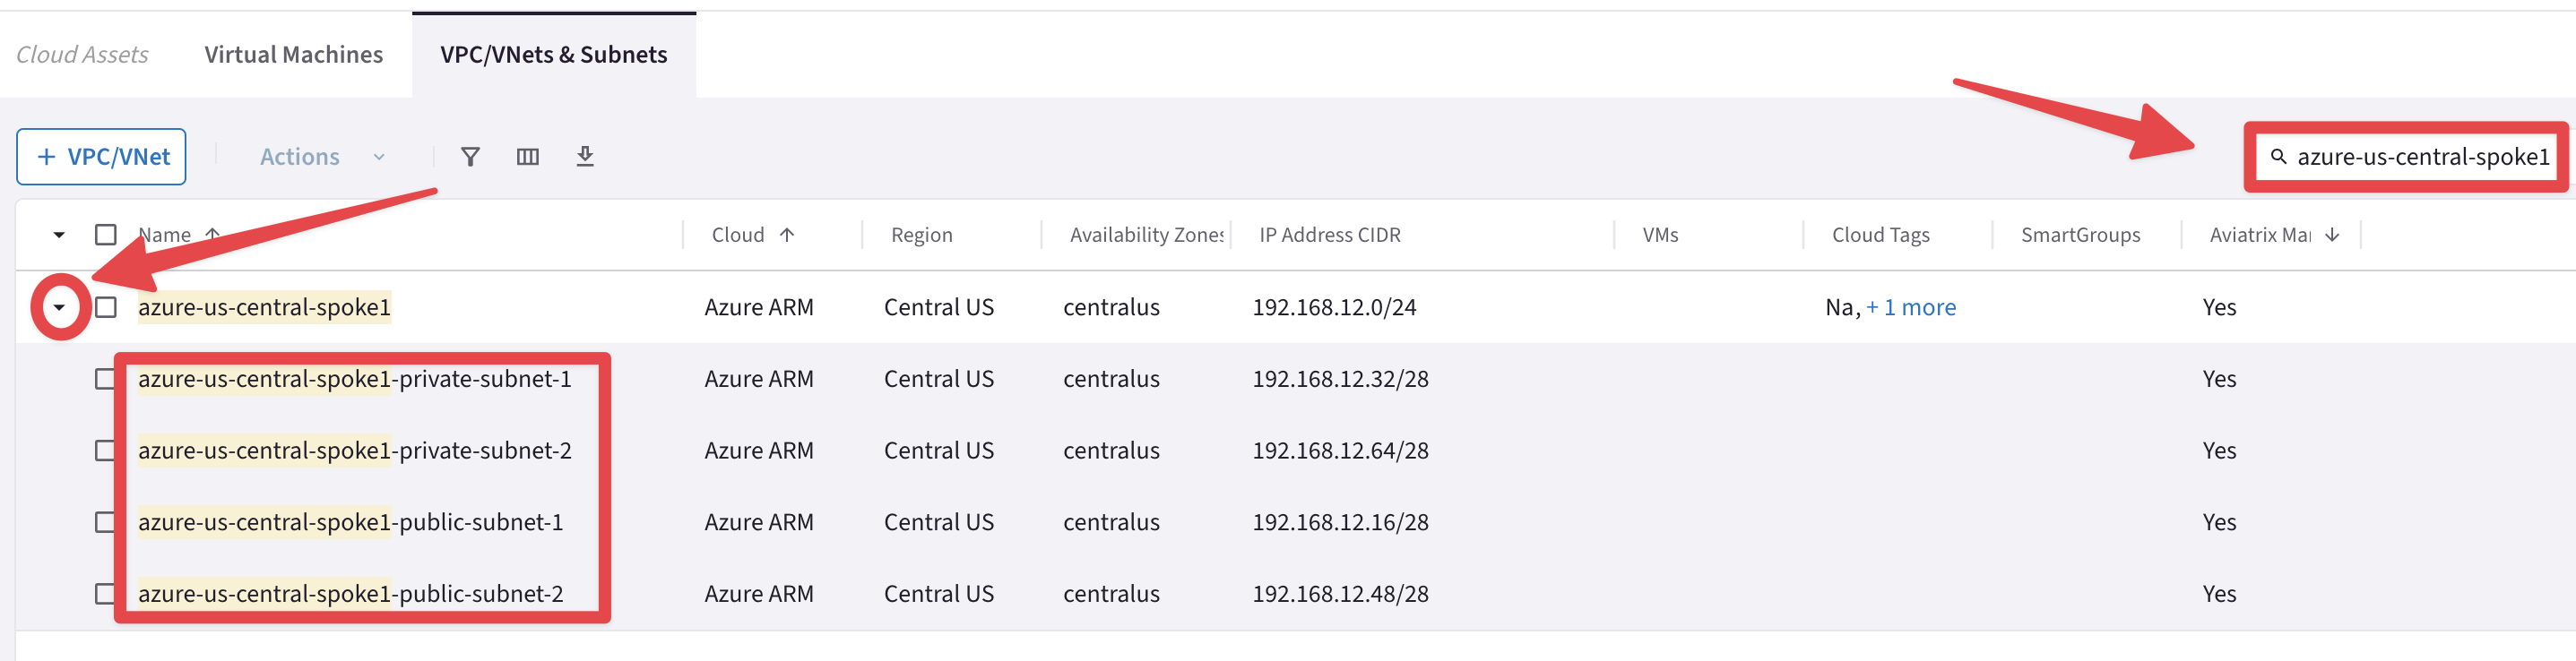 Cloud Assets Virtual Machines VPC/VNets & Subnets
+ VPC/VNet Actions azure-us-central-spoke1
Name Cloud Region Availability Zones IP Address CIDR VMs Cloud Tags SmartGroups Aviatrix Mai
azure-us-central-spoke1 Azure ARM Central US centralus 192.168.12.0/24 Na, + 1 more Yes
azure-us-central-spoke1-private-subnet-1 Azure ARM Central US centralus 192.168.12.32/28 Yes
azure-us-central-spoke1-private-subnet-2 Azure ARM Central US centralus 192.168.12.64/28 Yes
azure-us-central-spoke1-public-subnet-1 Azure ARM Central US centralus 192.168.12.16/28 Yes
azure-us-central-spoke1-public-subnet-2 Azure ARM Central US centralus 192.168.12.48/28 Yes